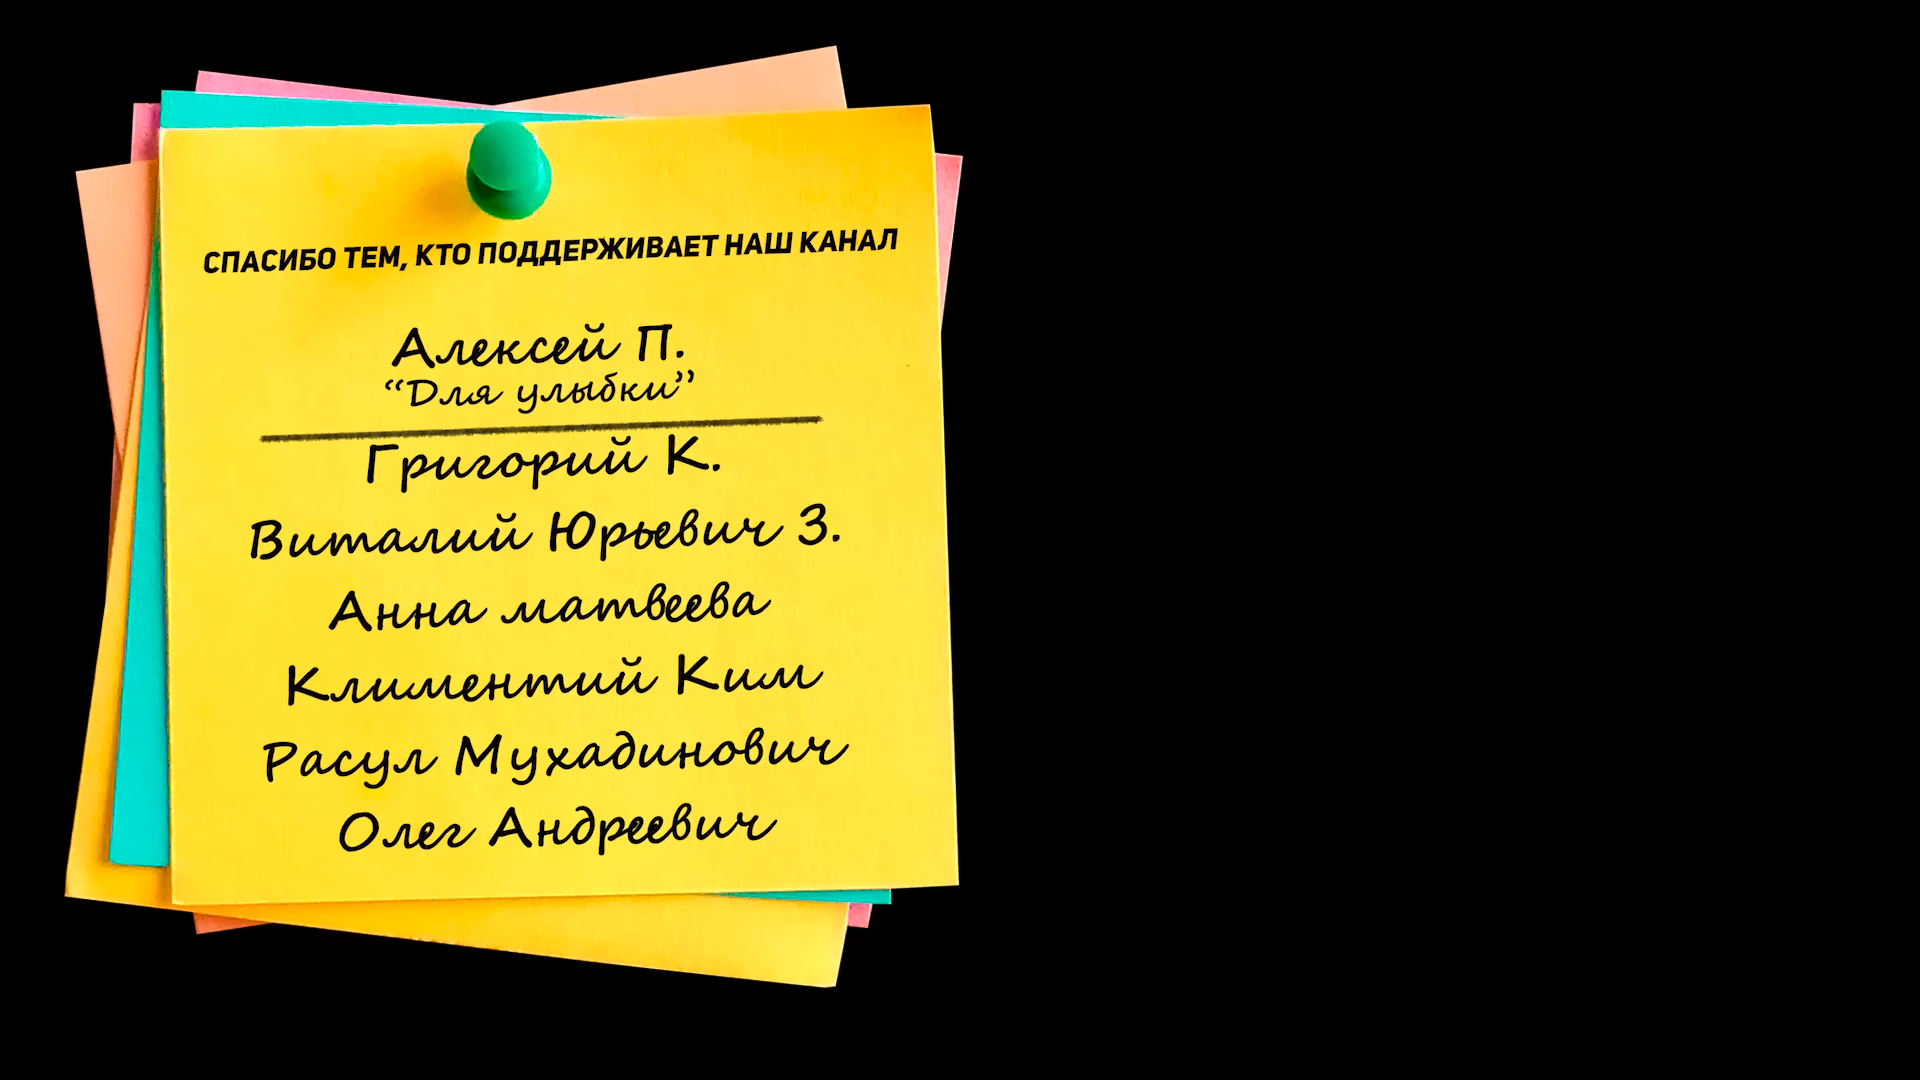 СПАСИБО ТЕМ, КТО ПОДДЕРЖИВАЕТ НАШ КАНАЛ
Алексей П.
“Для улыбки”
Григорий К.
Виталий Юрьевич З.
Анна матвеева
Климентий Ким
Расул Мухадинович
Олег Андреевич